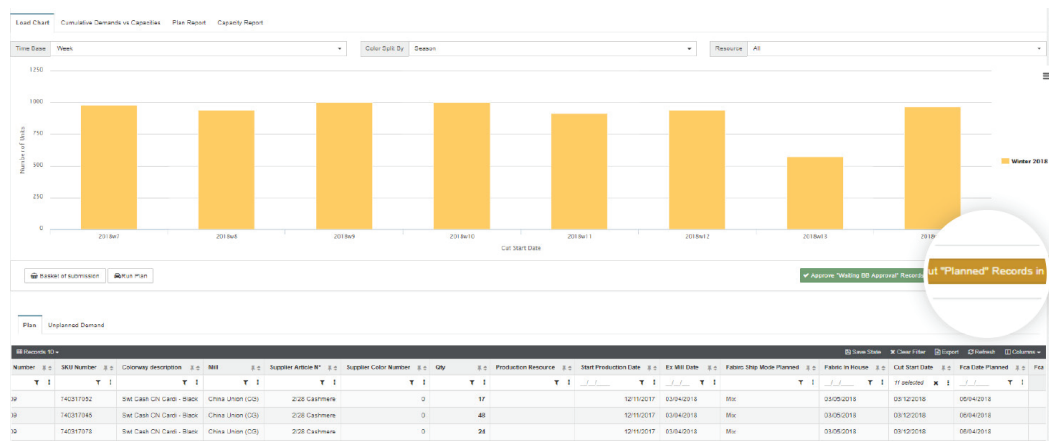 Load Chart Cumulative Demands vs Capacities Plan Report Capacity Report
Time Base Week Color Split By Season Resource All
1250
1000
750
500
250
0
Number of Units
2018w7 2018w8 2018w9 2018w10 2018w11 2018w12 2018w13
Cut Start Date
Winter 2018
Basket of submission Run Plan Approve "Waiting BB Approval" Records ut "Planned" Records in
Plan Unplanned Demand
Records 10 Save State Clear Filter Export Refresh Columns
Number SKU Number Colorway description Mill Supplier Article N° Supplier Color Number Qty Production Resource Start Production Date Ex Mill Date Fabric Ship Mode Planned Fabric In House Cut Start Date Fca Date Planned Fca
_/_/____ _/_/____ _/_/____ 11 selected _/_/____
740317052 Swt Cash CN Cardi - Black China Union (CG) 2/28 Cashmere 0 17 12/11/2017 03/04/2018 Mix 03/05/2018 03/12/2018 06/04/2018
740317045 Swt Cash CN Cardi - Black China Union (CG) 2/28 Cashmere 0 48 12/11/2017 03/04/2018 Mix 03/05/2018 03/12/2018 06/04/2018
740317078 Swt Cash CN Cardi - Black China Union (CG) 2/28 Cashmere 0 24 12/11/2017 03/04/2018 Mix 03/05/2018 03/12/2018 06/04/2018